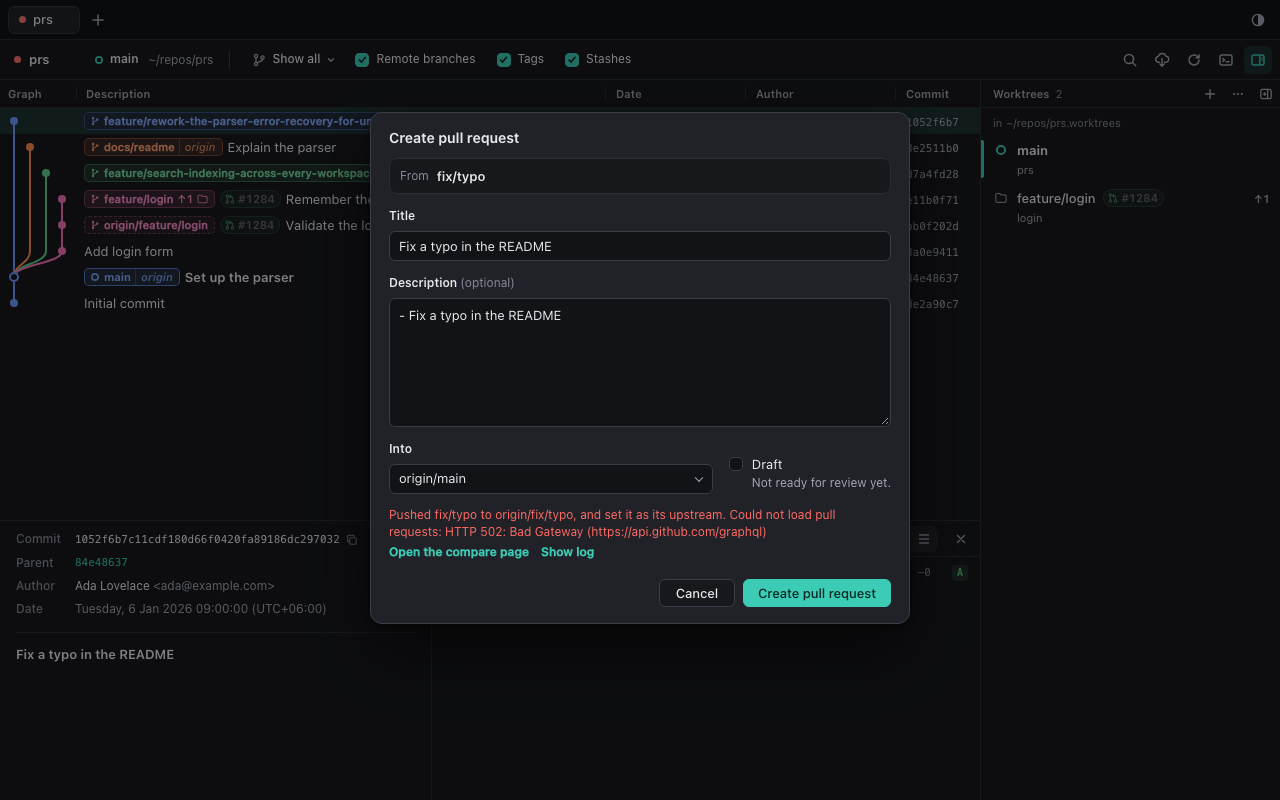 prs
prs
main ~/repos/prs
Show all
Remote branches
Tags
Stashes
Graph
Description
Date
Author
Commit
Worktrees 2
feature/rework-the-parser-error-recovery-for-un
1052f6b7
docs/readme origin Explain the parser
3e2511b0
feature/search-indexing-across-every-workspac
d7a4fd28
feature/login ↑1 #1284 Remember the
e11b0f71
origin/feature/login #1284 Validate the lo
bb0f202d
Add login form
3a0e9411
main origin Set up the parser
84e48637
Initial commit
de2a90c7
in ~/repos/prs.worktrees
main
prs
feature/login #1284 ↑1
login
Create pull request
From fix/typo
Title
Fix a typo in the README
Description (optional)
- Fix a typo in the README
Into
origin/main
Draft
Not ready for review yet.
Pushed fix/typo to origin/fix/typo, and set it as its upstream. Could not load pull
requests: HTTP 502: Bad Gateway (https://api.github.com/graphql)
Open the compare page Show log
Cancel
Create pull request
Commit 1052f6b7c11cdf180d66f0420fa89186dc297032
Parent 84e48637
Author Ada Lovelace <ada@example.com>
Date Tuesday, 6 Jan 2026 09:00:00 (UTC+06:00)
Fix a typo in the README
−0 A